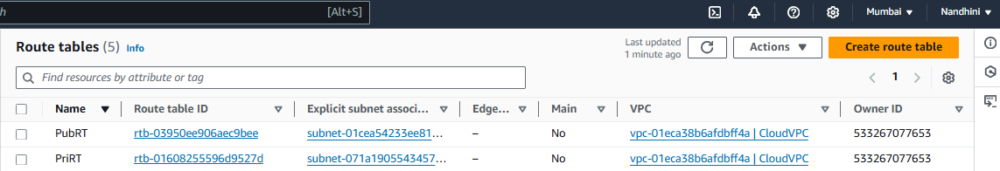 h [Alt+S] Mumbai ▼ Nandhini ▼
Route tables (5) Info Last updated 1 minute ago Actions ▼ Create route table
Find resources by attribute or tag 1
Name Route table ID Explicit subnet associ... Edge... Main VPC Owner ID
PubRT rtb-03950ee906aec9bee subnet-01cea54233ee81... – No vpc-01eca38b6afdbff4a | CloudVPC 533267077653
PriRT rtb-01608255596d9527d subnet-071a1905543457... – No vpc-01eca38b6afdbff4a | CloudVPC 533267077653